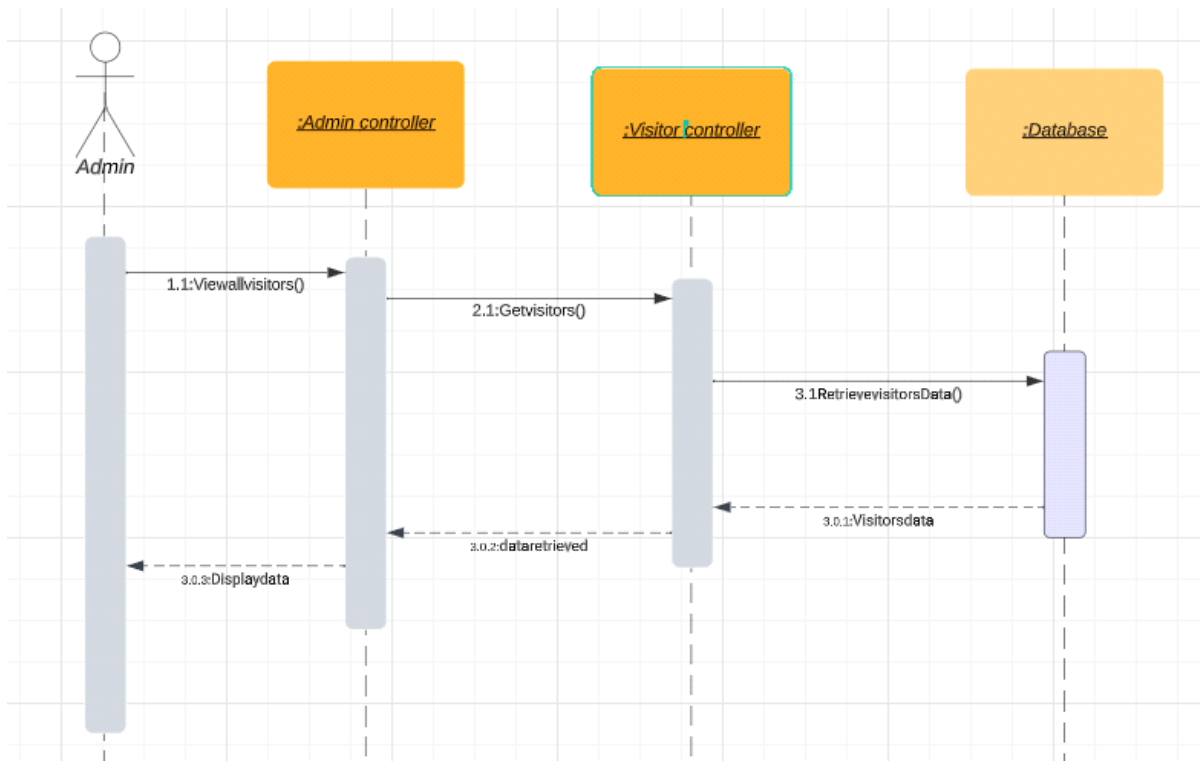 :Admin controller
:Visitor controller
:Database
Admin
1.1:Viewallvisitors()
2.1:Getvisitors()
3.1RetrievevisitorsData()
3.0.1:Visitorsdata
3.0.2:dataretrieved
3.0.3:Displaydata